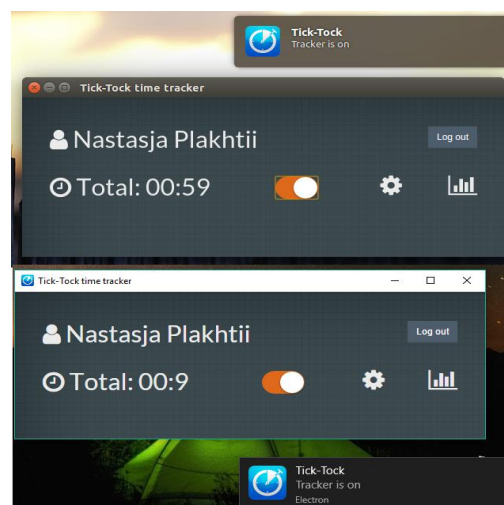 Tick-Tock
Tracker is on
Tick-Tock time tracker
Nastasja Plakhtii
Log out
Total: 00:59
Tick-Tock time tracker
Nastasja Plakhtii
Log out
Total: 00:9
Tick-Tock
Tracker is on
Electron